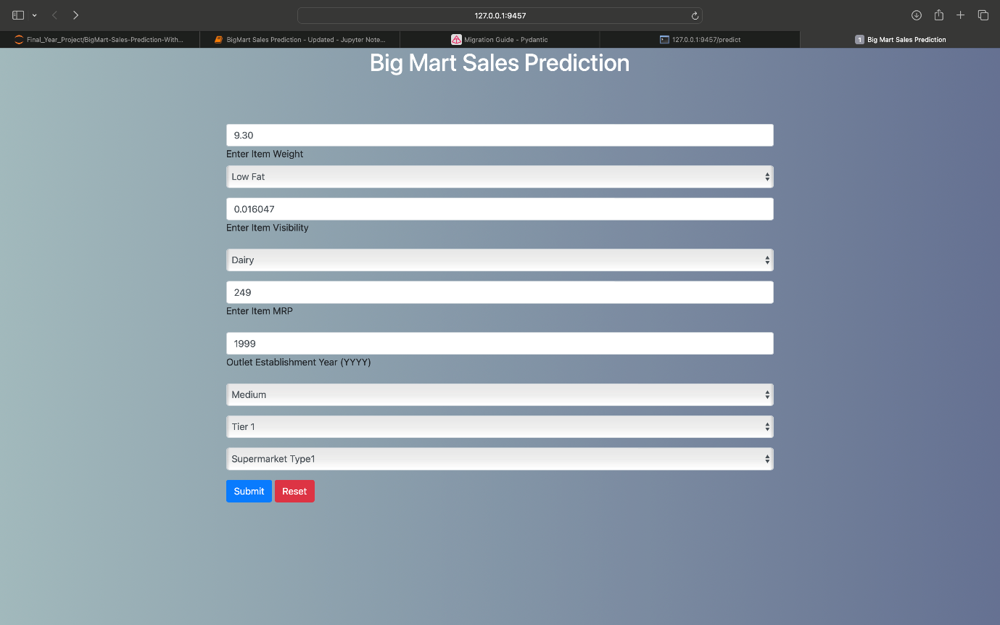 127.0.0.1:9457
Final_Year_Project/BigMart-Sales-Prediction-With...
BigMart Sales Prediction - Updated - Jupyter Note...
Migration Guide - Pydantic
127.0.0.1:9457/predict
1 Big Mart Sales Prediction
Big Mart Sales Prediction
9.30
Enter Item Weight
Low Fat
0.016047
Enter Item Visibility
Dairy
249
Enter Item MRP
1999
Outlet Establishment Year (YYYY)
Medium
Tier 1
Supermarket Type1
Submit Reset